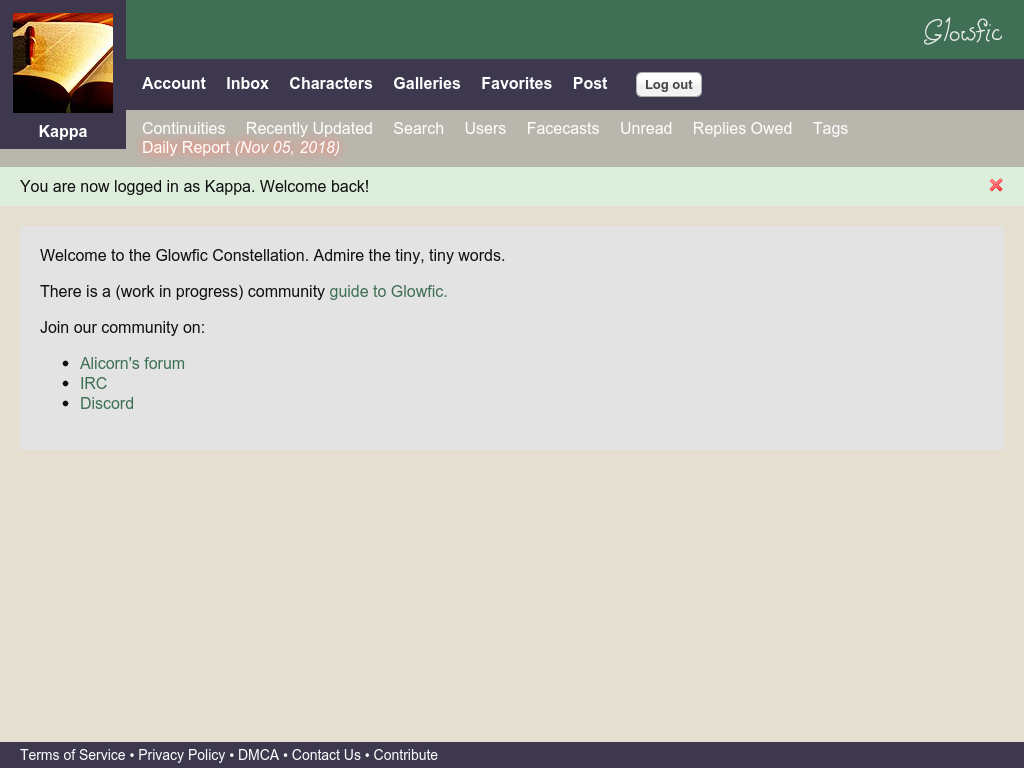 Glowfic
Kappa
Account Inbox Characters Galleries Favorites Post Log out
Continuities Recently Updated Search Users Facecasts Unread Replies Owed Tags
Daily Report (Nov 05, 2018)
You are now logged in as Kappa. Welcome back!
Welcome to the Glowfic Constellation. Admire the tiny, tiny words.
There is a (work in progress) community guide to Glowfic.
Join our community on:
• Alicorn's forum
• IRC
• Discord
Terms of Service • Privacy Policy • DMCA • Contact Us • Contribute